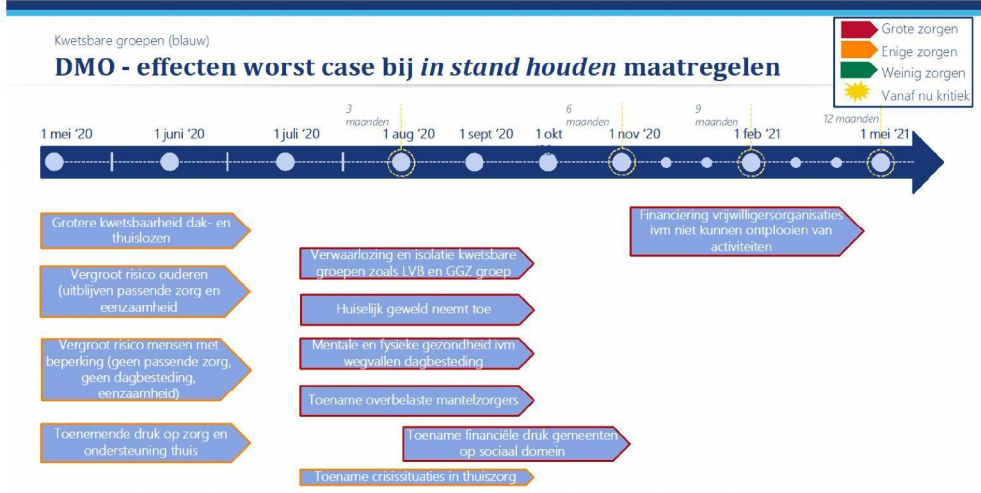 Kwetsbare groepen (blauw)
DMO - effecten worst case bij in stand houden maatregelen
Grote zorgen
Enige zorgen
Weinig zorgen
Vanaf nu kritiek
3
maanden
6
maanden
9
maanden
12 maanden
1 mei '20
1 juni '20
1 juli '20
1 aug '20
1 sept '20
1 okt
1 nov '20
1 feb '21
1 mei '21
Grotere kwetsbaarheid dak- en
thuislozen
Vergroot risico ouderen
(uitblijven passende zorg en
eenzaamheid
Vergroot risico mensen met
beperking (geen passende zorg,
geen dagbesteding,
eenzaamheid)
Toenemende druk op zorg en
ondersteuning thuis
Verwaarlozing en isolatie kwetsbare
groepen zoals LVB en GGZ groep
Huiselijk geweld neemt toe
Mentale en fysieke gezondheid ivm
wegvallen dagbesteding
Toename overbelaste mantelzorgers
Toename financiële druk gemeenten
op sociaal domein
Toename crisissituaties in thuiszorg
Financiering vrijwilligersorganisaties
ivm niet kunnen ontplooien van
activiteiten